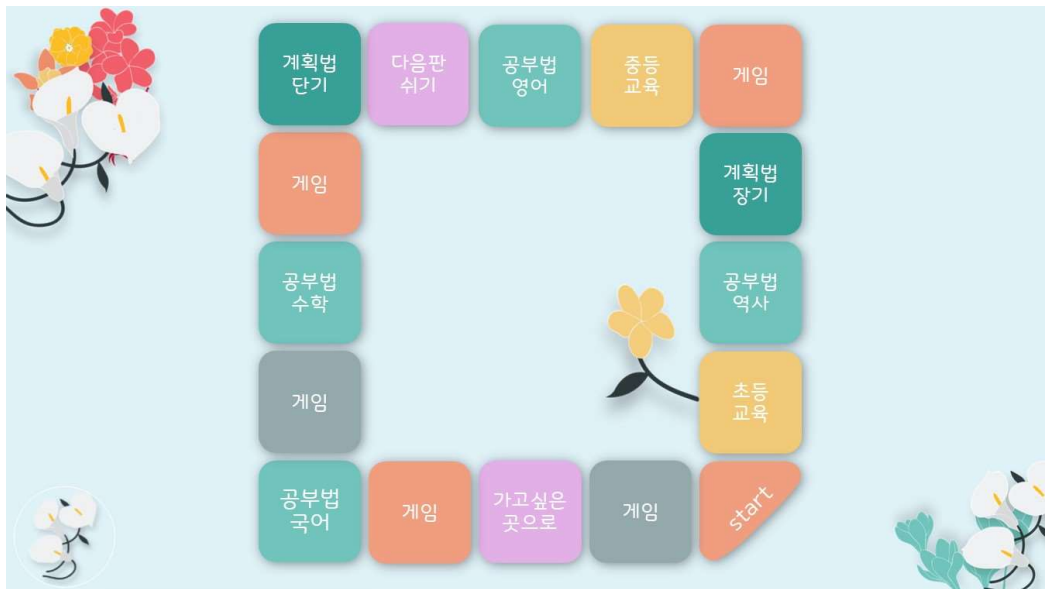 계획법
단기
다음판
쉬기
공부법
영어
중등
교육
게임
게임
계획법
장기
공부법
수학
공부법
역사
게임
초등
교육
공부법
국어
게임
가고싶은
곳으로
게임
start